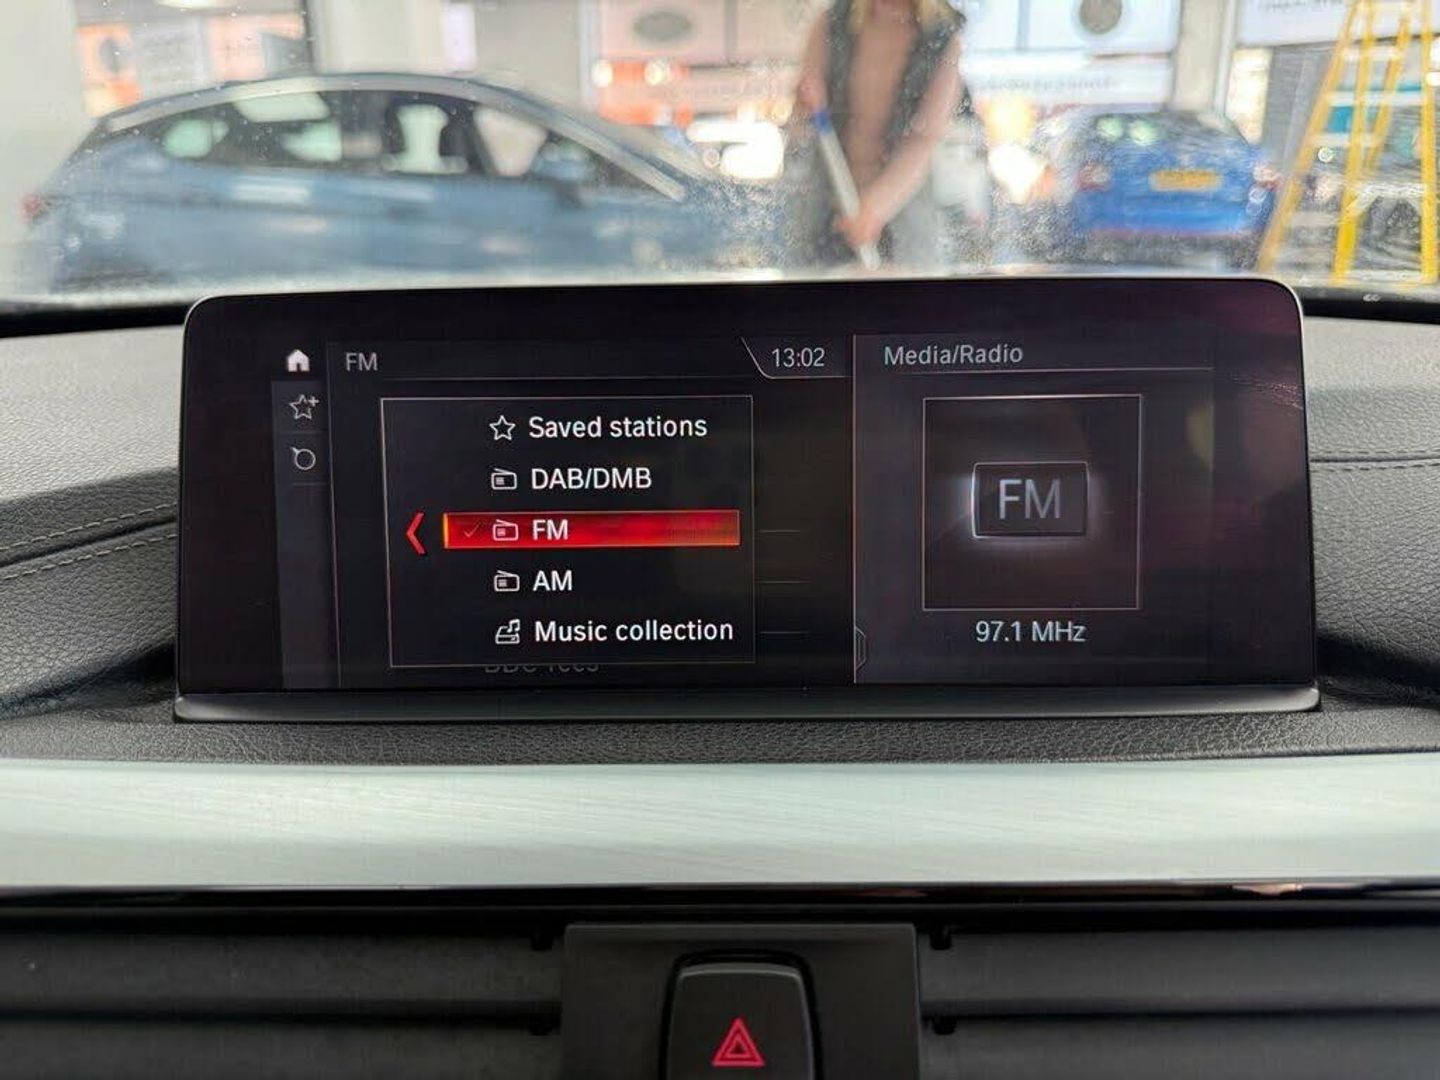 FM
13:02
Media/Radio
Saved stations
DAB/DMB
FM
AM
Music collection
FM
97.1 MHz